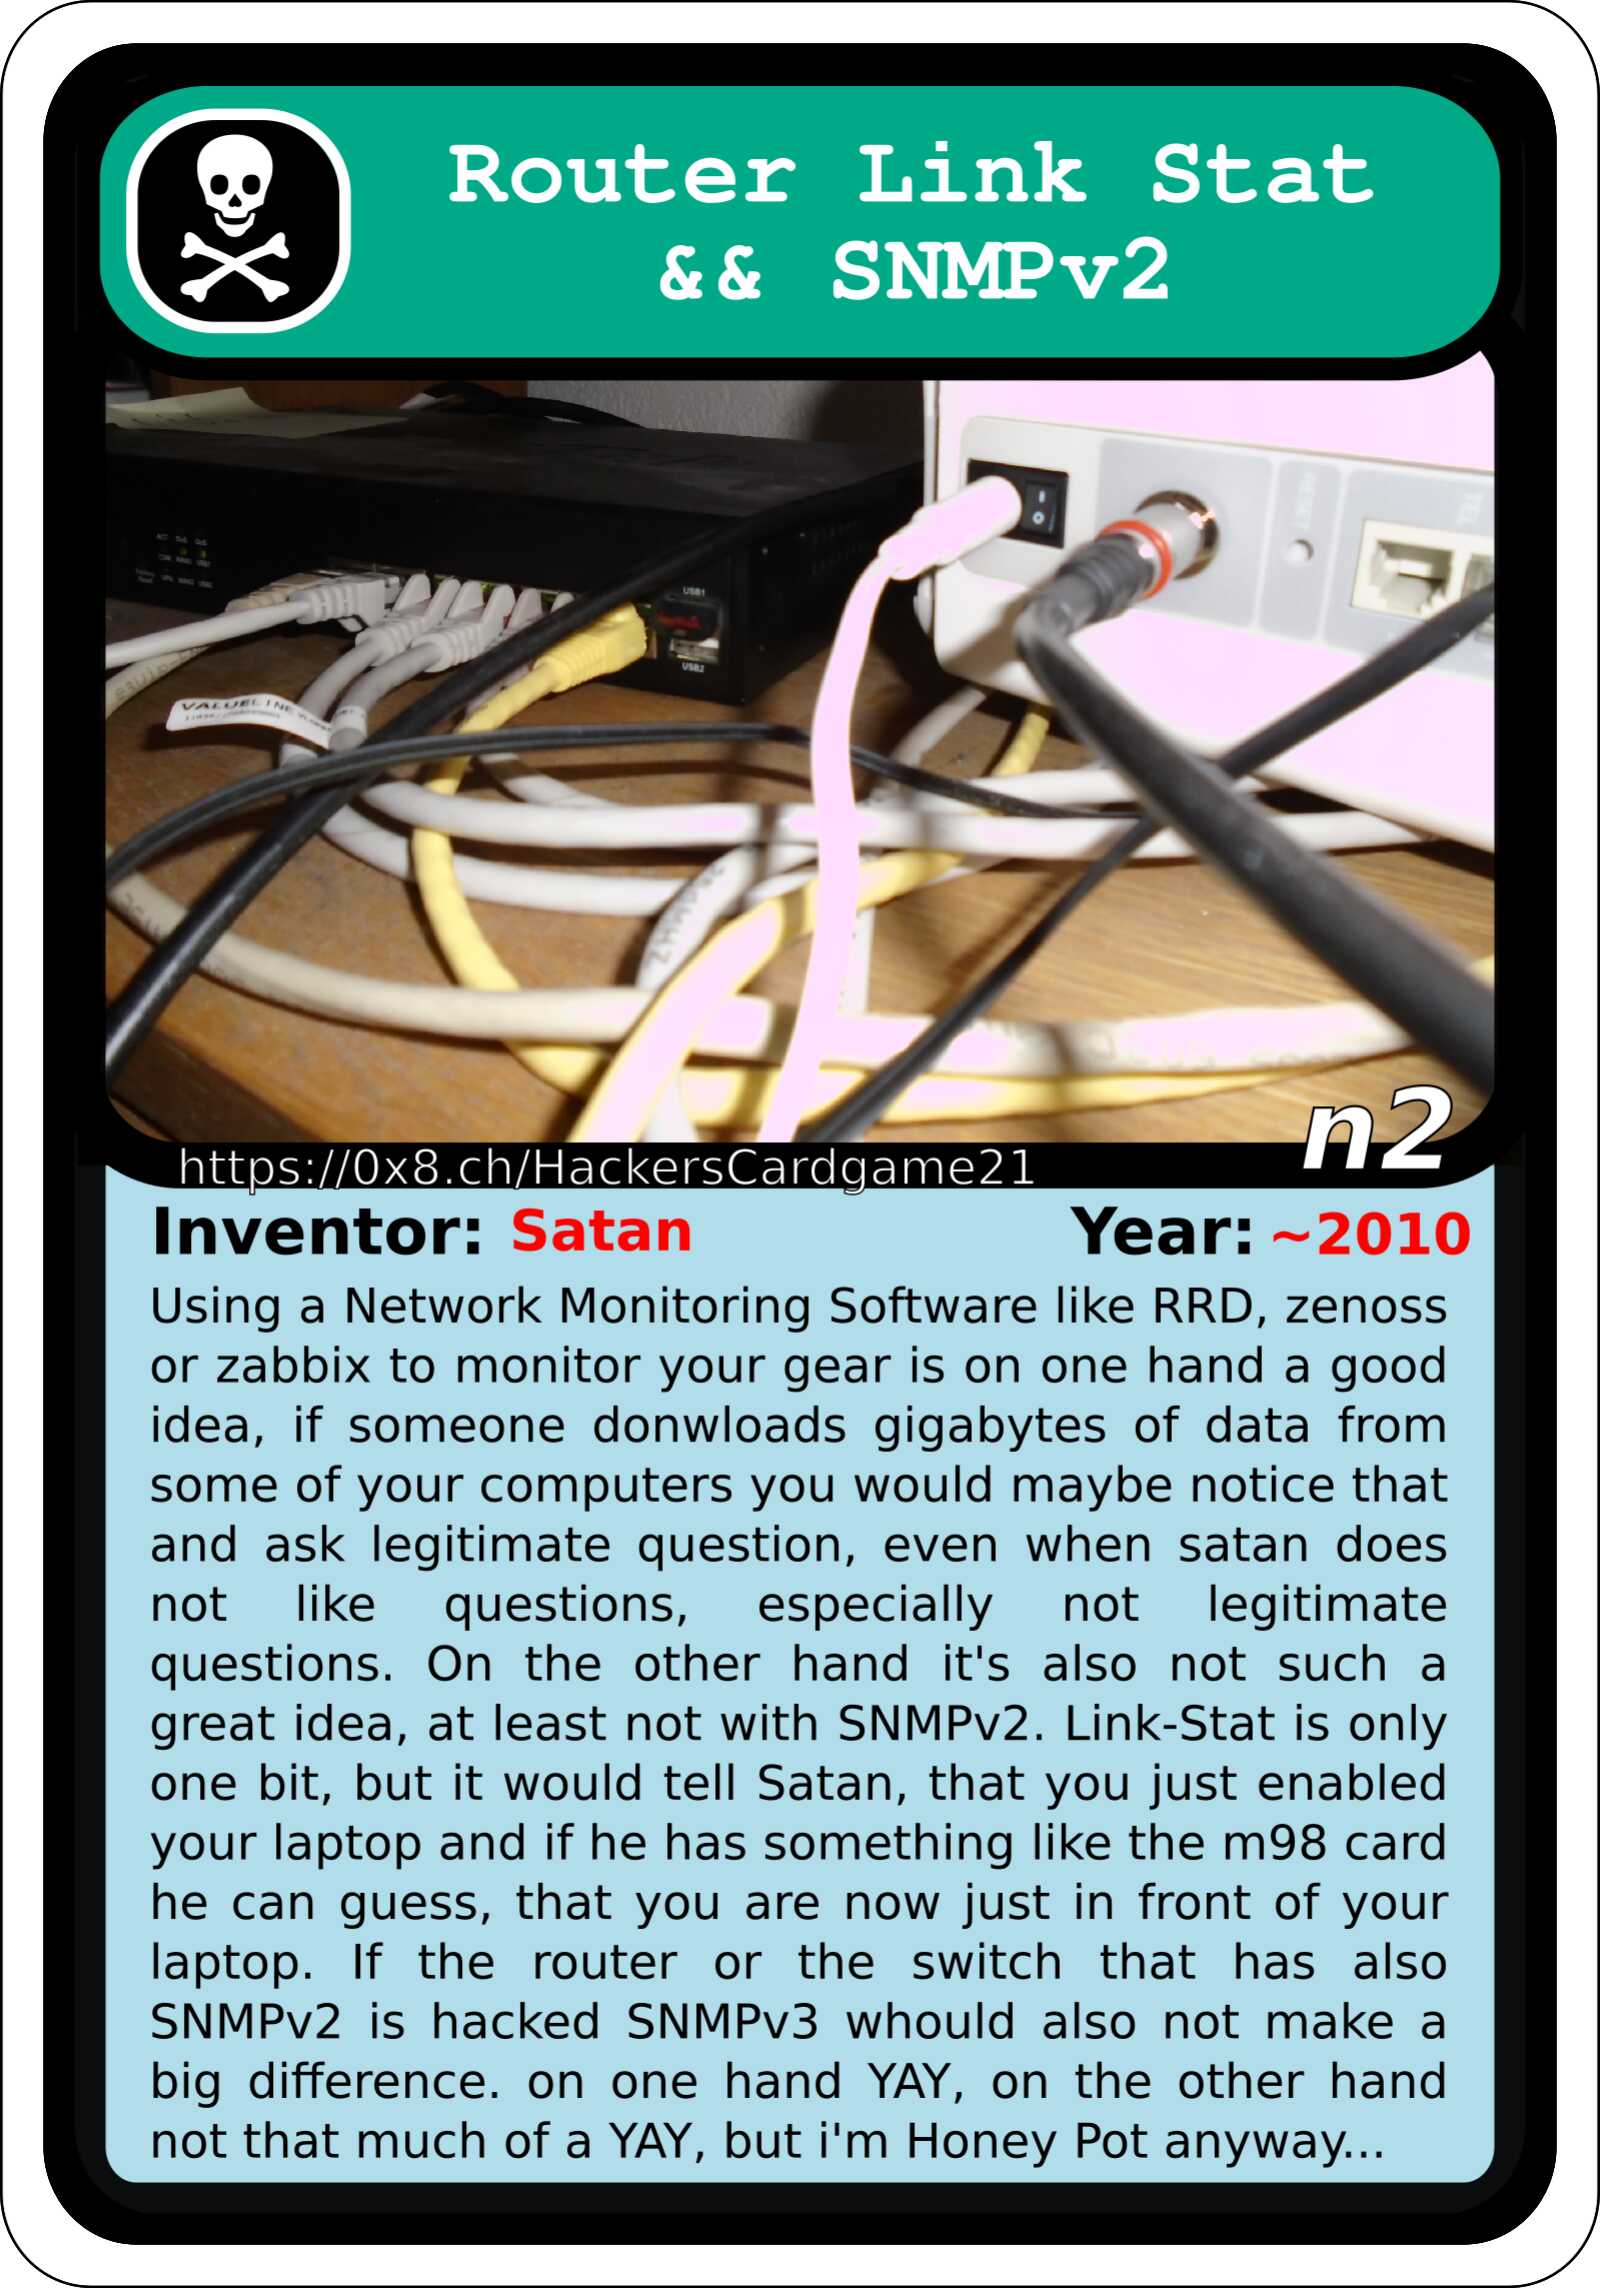 Router Link Stat
&& SNMPv2
USB1
USB2
VALUELINE
RESET
TEL
n2
https://0x8.ch/HackersCardgame21
Inventor: Satan Year: ~2010
Using a Network Monitoring Software like RRD, zenoss
or zabbix to monitor your gear is on one hand a good
idea, if someone donwloads gigabytes of data from
some of your computers you would maybe notice that
and ask legitimate question, even when satan does
not like questions, especially not legitimate
questions. On the other hand it's also not such a
great idea, at least not with SNMPv2. Link-Stat is only
one bit, but it would tell Satan, that you just enabled
your laptop and if he has something like the m98 card
he can guess, that you are now just in front of your
laptop. If the router or the switch that has also
SNMPv2 is hacked SNMPv3 whould also not make a
big difference. on one hand YAY, on the other hand
not that much of a YAY, but i'm Honey Pot anyway...